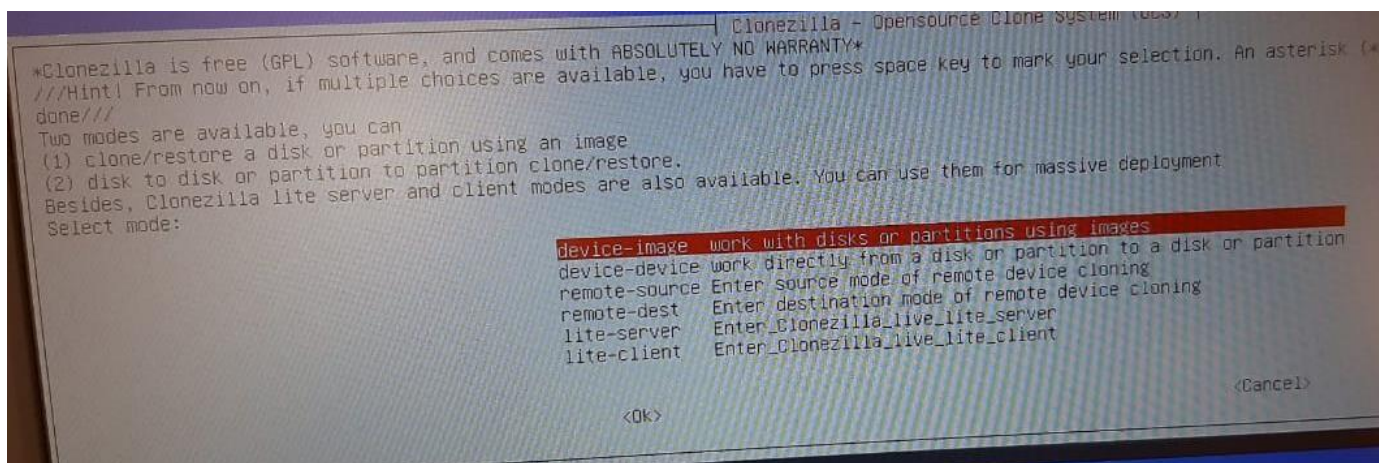 Clonezilla - Opensource Clone System (OCS)
*Clonezilla is free (GPL) software, and comes with ABSOLUTELY NO WARRANTY*
///Hint! From now on, if multiple choices are available, you have to press space key to mark your selection. An asterisk (*
done///
Two modes are available, you can
(1) clone/restore a disk or partition using an image
(2) disk to disk or partition to partition clone/restore.
Besides, Clonezilla lite server and client modes are also available. You can use them for massive deployment
Select mode:
device-image work with disks or partitions using images
device-device work directly from a disk or partition to a disk or partition
remote-source Enter source mode of remote device cloning
remote-dest Enter destination mode of remote device cloning
lite-server Enter_Clonezilla_live_lite_server
lite-client Enter_Clonezilla_live_lite_client
<Ok> <Cancel>